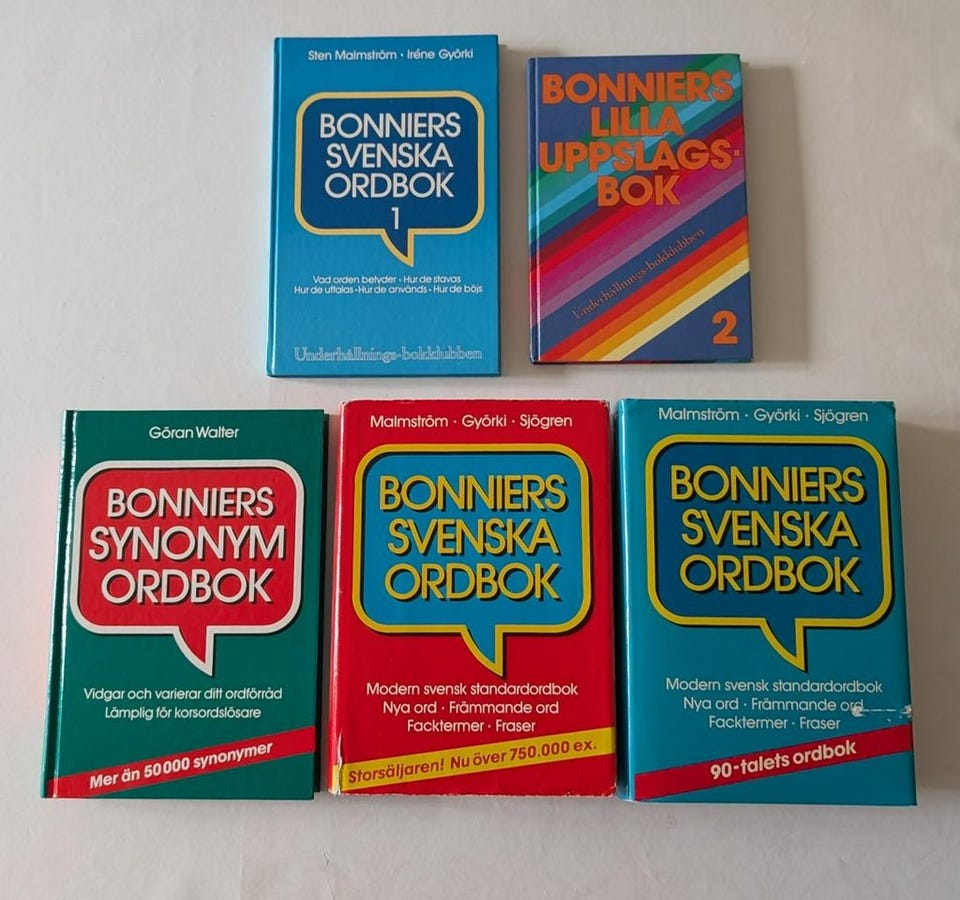 Sten Malmström · Iréne Györki
BONNIERS
SVENSKA
ORDBOK
1
Vad orden betyder · Hur de stavas
Hur de uttalas · Hur de används · Hur de böjs
Underhållnings-bokklubben
BONNIERS
LILLA
UPPSLAGS-
BOK
Underhållnings-bokklubben
2
Göran Walter
BONNIERS
SYNONYM
ORDBOK
Vidgar och varierar ditt ordförråd
Lämplig för korsordslösare
Mer än 50 000 synonymer
Malmström · Györki · Sjögren
BONNIERS
SVENSKA
ORDBOK
Modern svensk standardordbok
Nya ord · Främmande ord
Facktermer · Fraser
Storsäljaren! Nu över 750.000 ex.
Malmström · Györki · Sjögren
BONNIERS
SVENSKA
ORDBOK
Modern svensk standardordbok
Nya ord · Främmande ord
Facktermer · Fraser
90-talets ordbok